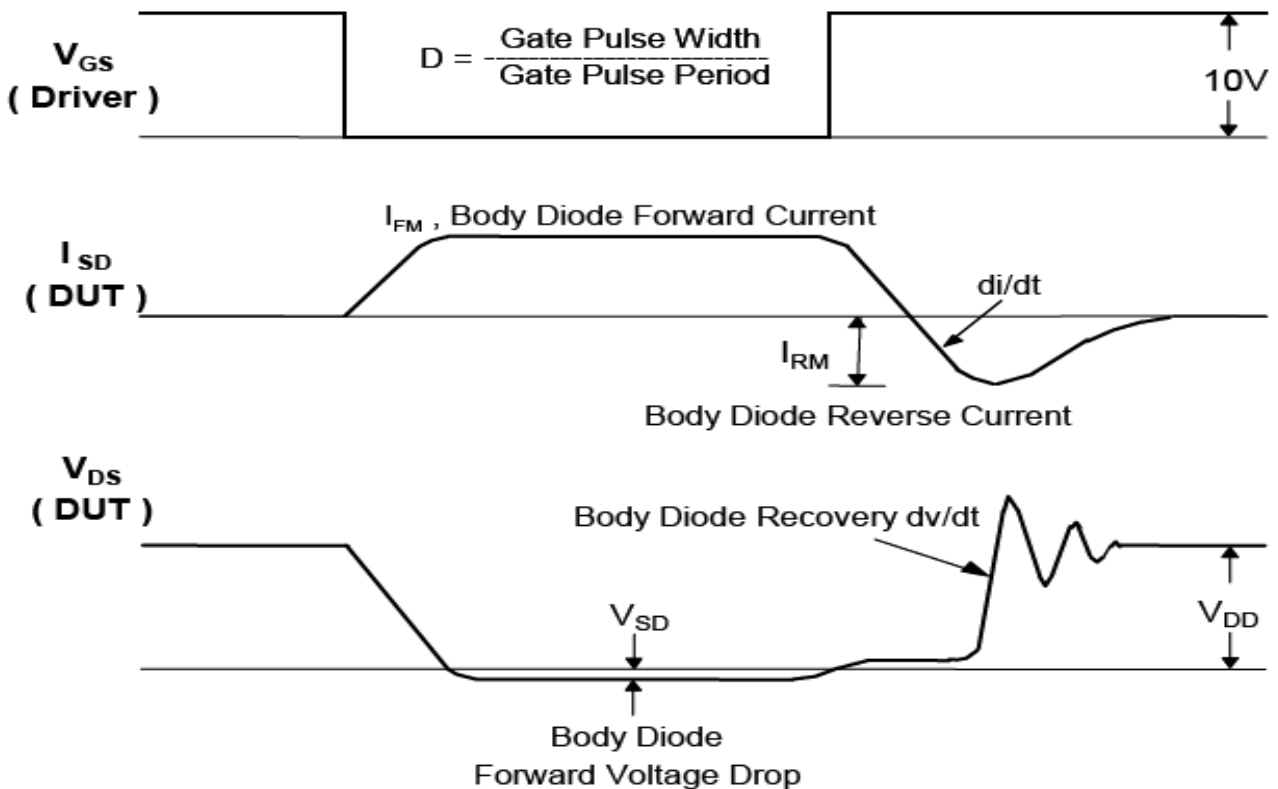 V_GS
( Driver )
D = Gate Pulse Width
Gate Pulse Period
10V
I_FM , Body Diode Forward Current
I_SD
( DUT )
di/dt
I_RM
Body Diode Reverse Current
V_DS
( DUT )
Body Diode Recovery dv/dt
V_SD
V_DD
Body Diode
Forward Voltage Drop